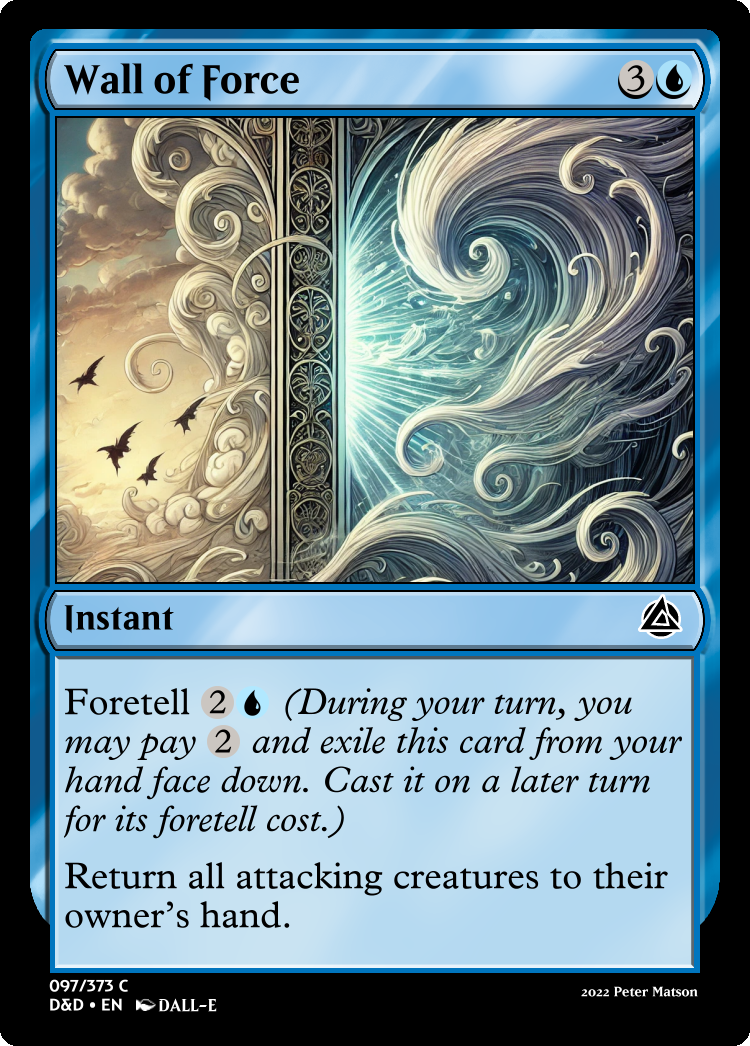 Wall of Force 3
Instant
Foretell 2 (During your turn, you
may pay 2 and exile this card from your
hand face down. Cast it on a later turn
for its foretell cost.)
Return all attacking creatures to their
owner's hand.
097/373 C
D&D • EN DALL-E
2022 Peter Matson